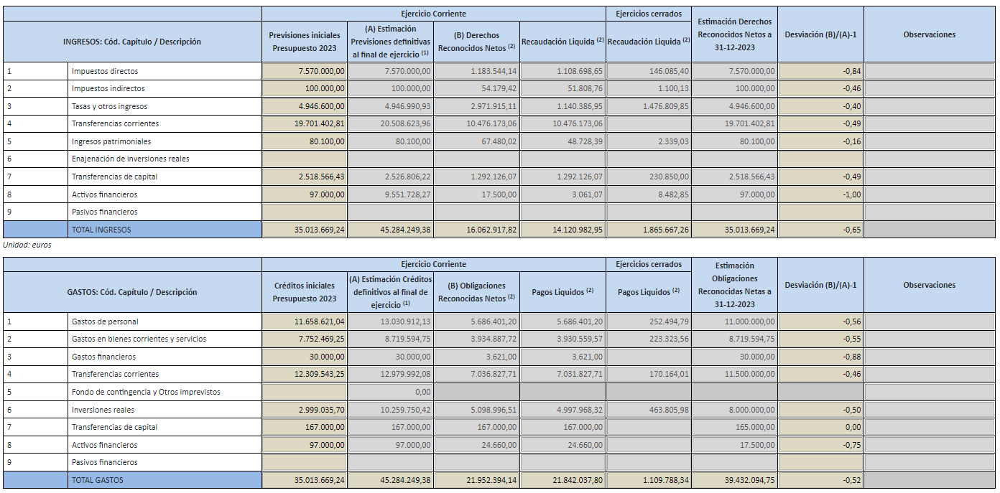 Ejercicio Corriente Ejercicios cerrados
INGRESOS: Cód. Capítulo / Descripción Previsiones iniciales Presupuesto 2023 (A) Estimación Previsiones definitivas al final de ejercicio (1) (B) Derechos Reconocidos Netos (2) Recaudación Liquida (2) Recaudación Liquida (2) Estimación Derechos Reconocidos Netos a 31-12-2023 Desviación (B)/(A)-1 Observaciones
1 Impuestos directos 7.570.000,00 7.570.000,00 1.183.544,14 1.108.698,65 146.085,40 7.570.000,00 -0,84
2 Impuestos indirectos 100.000,00 100.000,00 54.179,42 51.808,76 1.100,13 100.000,00 -0,46
3 Tasas y otros ingresos 4.946.600,00 4.946.990,93 2.971.915,11 1.140.386,95 1.476.809,85 4.946.600,00 -0,40
4 Transferencias corrientes 19.701.402,81 20.508.623,96 10.476.173,06 10.476.173,06 19.701.402,81 -0,49
5 Ingresos patrimoniales 80.100,00 80.100,00 67.480,02 48.728,39 2.339,03 80.100,00 -0,16
6 Enajenación de inversiones reales
7 Transferencias de capital 2.518.566,43 2.526.806,22 1.292.126,07 1.292.126,07 230.850,00 2.518.566,43 -0,49
8 Activos financieros 97.000,00 9.551.728,27 17.500,00 3.061,07 8.482,85 97.000,00 -1,00
9 Pasivos financieros
TOTAL INGRESOS 35.013.669,24 45.284.249,38 16.062.917,82 14.120.982,95 1.865.667,26 35.013.669,24 -0,65
Unidad: euros
Ejercicio Corriente Ejercicios cerrados
GASTOS: Cód. Capítulo / Descripción Créditos iniciales Presupuesto 2023 (A) Estimación Créditos definitivos al final de ejercicio (1) (B) Obligaciones Reconocidas Netos (2) Pagos Liquidos (2) Pagos Liquidos (2) Estimación Obligaciones Reconocidas Netas a 31-12-2023 Desviación (B)/(A)-1 Observaciones
1 Gastos de personal 11.658.621,04 13.030.912,13 5.686.401,20 5.686.401,20 252.494,79 11.000.000,00 -0,56
2 Gastos en bienes corrientes y servicios 7.752.469,25 8.719.594,75 3.934.887,72 3.930.559,57 223.323,56 8.719.594,75 -0,55
3 Gastos financieros 30.000,00 30.000,00 3.621,00 3.621,00 30.000,00 -0,88
4 Transferencias corrientes 12.309.543,25 12.979.992,08 7.036.827,71 7.031.827,71 170.164,01 11.500.000,00 -0,46
5 Fondo de contingencia y Otros imprevistos 0,00
6 Inversiones reales 2.999.035,70 10.259.750,42 5.098.996,51 4.997.968,32 463.805,98 8.000.000,00 -0,50
7 Transferencias de capital 167.000,00 167.000,00 167.000,00 167.000,00 165.000,00 0,00
8 Activos financieros 97.000,00 97.000,00 24.660,00 24.660,00 17.500,00 -0,75
9 Pasivos financieros
TOTAL GASTOS 35.013.669,24 45.284.249,38 21.952.394,14 21.842.037,80 1.109.788,34 39.432.094,75 -0,52